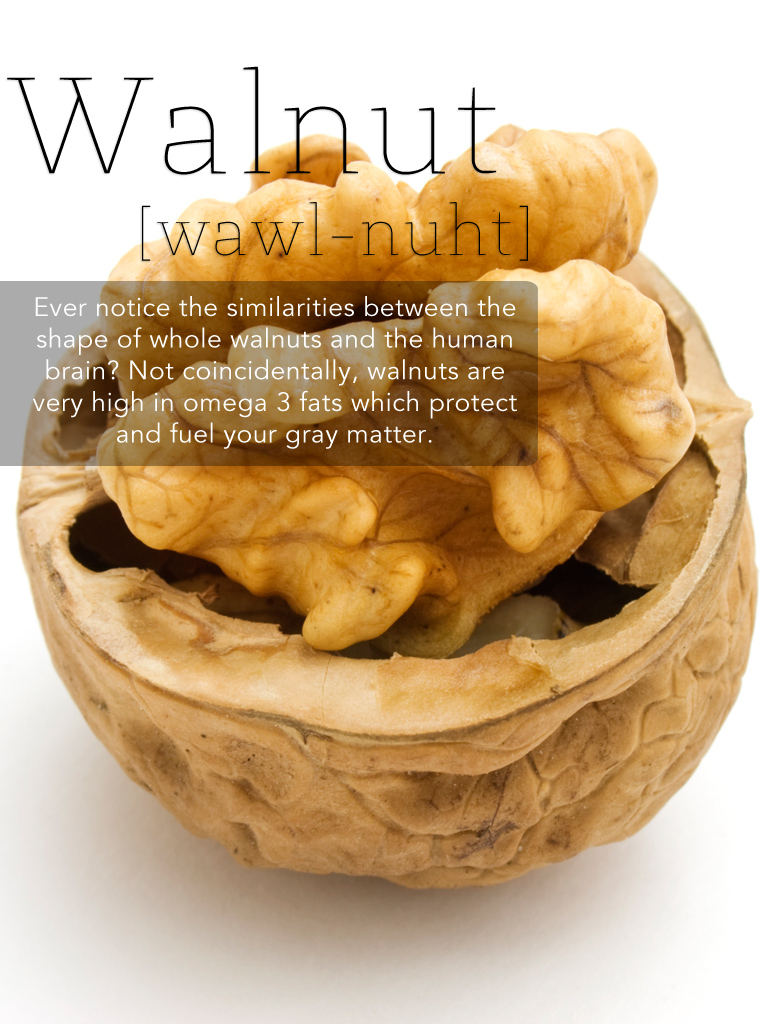 Walnut
[wawl-nuht]
Ever notice the similarities between the
shape of whole walnuts and the human
brain? Not coincidentally, walnuts are
very high in omega 3 fats which protect
and fuel your gray matter.